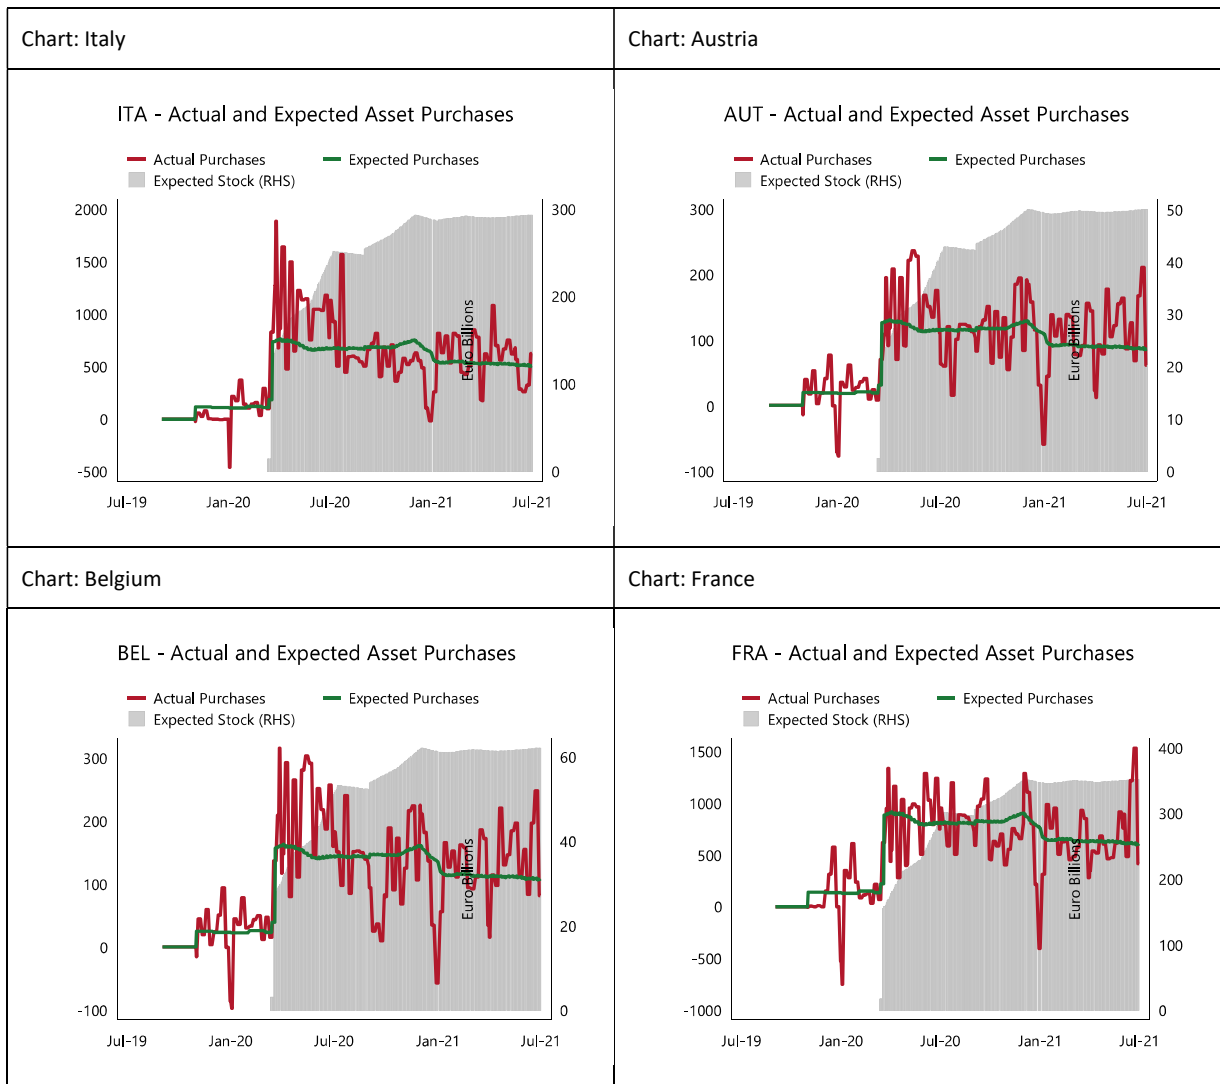 Chart: Italy
Chart: Austria
ITA - Actual and Expected Asset Purchases
Actual Purchases
Expected Purchases
Expected Stock (RHS)
2000
1500
1000
500
0
-500
300
200
100
0
Euro Billions
Jul-19
Jan-20
Jul-20
Jan-21
Jul-21
AUT - Actual and Expected Asset Purchases
Actual Purchases
Expected Purchases
Expected Stock (RHS)
300
200
100
0
-100
50
40
30
20
10
0
Euro Billions
Jul-19
Jan-20
Jul-20
Jan-21
Jul-21
Chart: Belgium
Chart: France
BEL - Actual and Expected Asset Purchases
Actual Purchases
Expected Purchases
Expected Stock (RHS)
300
200
100
0
-100
60
40
20
0
Euro Billions
Jul-19
Jan-20
Jul-20
Jan-21
Jul-21
FRA - Actual and Expected Asset Purchases
Actual Purchases
Expected Purchases
Expected Stock (RHS)
1500
1000
500
0
-500
-1000
400
300
200
100
0
Euro Billions
Jul-19
Jan-20
Jul-20
Jan-21
Jul-21